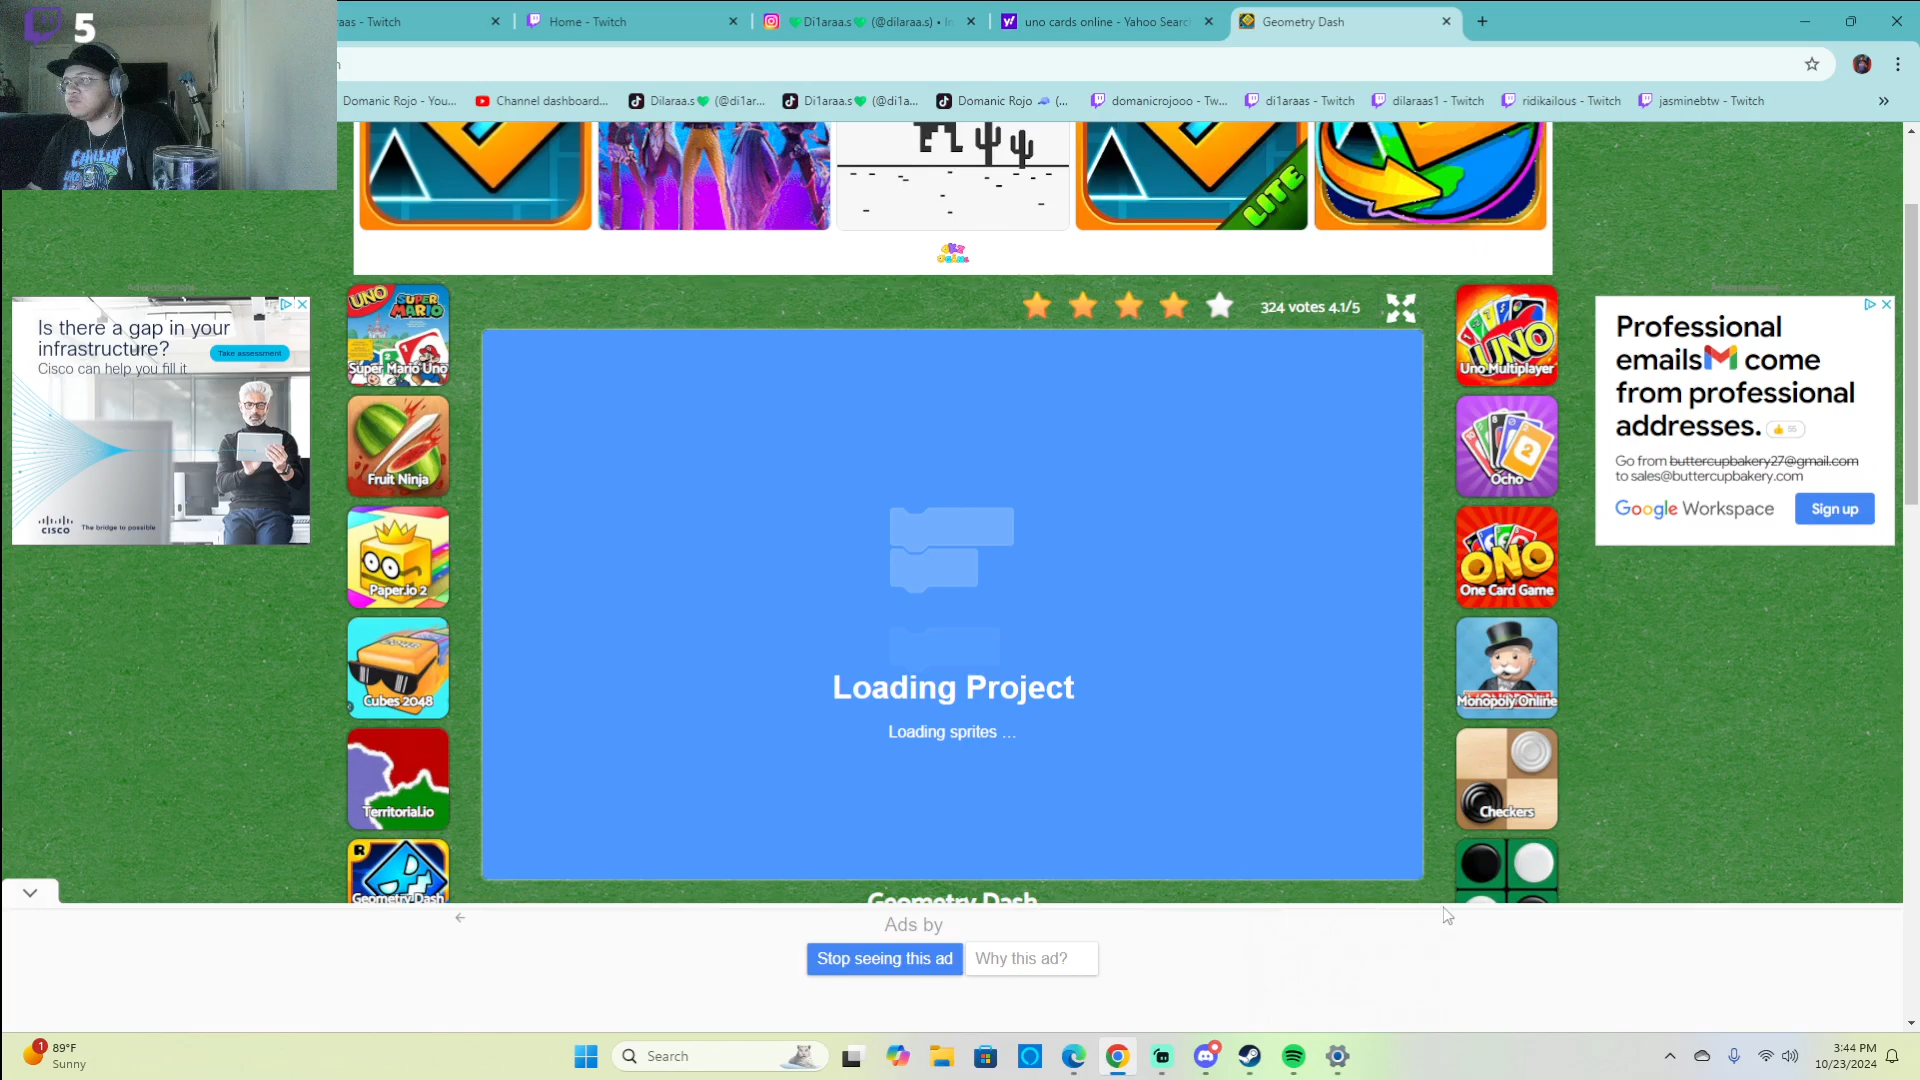 5
raas - Twitch
Home - Twitch
💚Di1araa.s💚 (@dilaraa.s) • In
uno cards online - Yahoo Searc
Geometry Dash
Domanic Rojo - You...
Channel dashboard...
Dilaraa.s💚 (@di1ar...
Di1araa.s💚 (@di1a...
Domanic Rojo 🧢 (...
domanicrojooo - Tw...
di1araas - Twitch
dilaraas1 - Twitch
ridikailous - Twitch
jasminebtw - Twitch
»
LITE
Is there a gap in your
infrastructure?
Cisco can help you fill it
Take assessment
CISCO
The bridge to possible
UNO
SUPER
MARIO
Super Mario Uno
Fruit Ninja
Paper.io 2
Cubes 2048
Territorial.io
R
Geometry Dash
324 votes 4.1/5
Loading Project
Loading sprites ...
Geometry Dash
UNO
Uno Multiplayer
2
Ocho
ONO
One Card Game
Monopoly Online
Checkers
Professional
emails come
from professional
addresses.
55
Go from buttercupbakery27@gmail.com
to sales@buttercupbakery.com
Google Workspace
Sign up
Ads by
Stop seeing this ad
Why this ad?
1
89°F
Sunny
Search
3:44 PM
10/23/2024